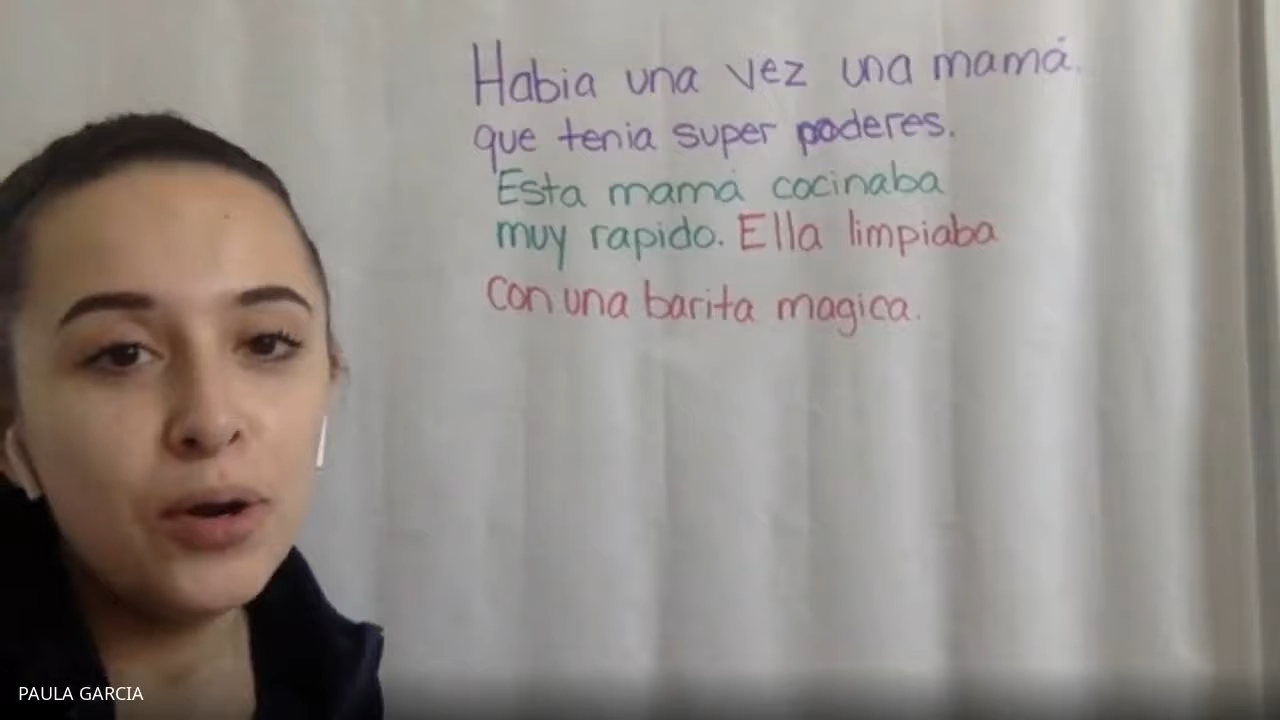 Habia una vez una mamá.
que tenia super poderes.
Esta mamá cocinaba
muy rapido. Ella limpiaba
con una barita magica.
PAULA GARCIA